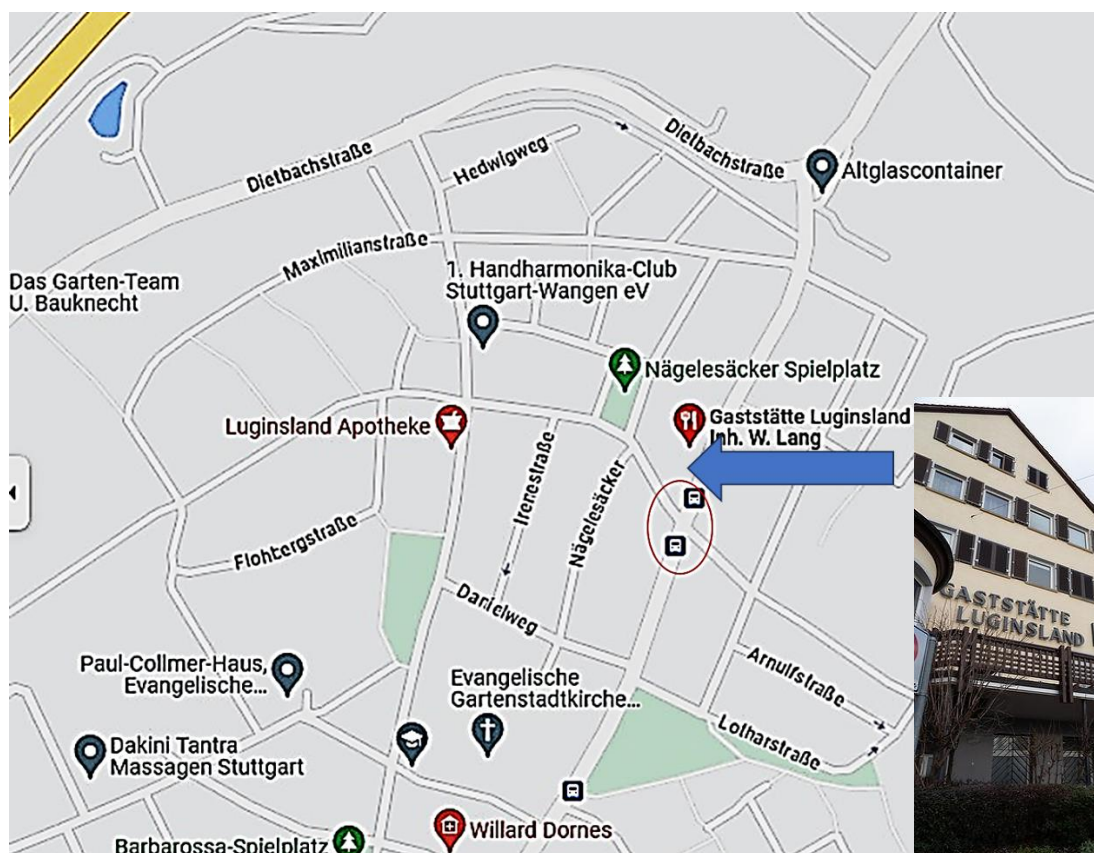 Dietbachstraße
Dietbachstraße
Hedwigweg
Altglascontainer
Maximilianstraße
Das Garten-Team
U. Bauknecht
1. Handharmonika-Club
Stuttgart-Wangen eV
Nägelesäcker Spielplatz
Luginsland Apotheke
Gaststätte Luginsland
Inh. W. Lang
Irenestraße
Nägelesäcker
Flohbergstraße
GASTSTÄTTE
LUGINSLAND
Danielweg
Paul-Collmer-Haus,
Evangelische...
Evangelische
Gartenstadtkirche...
Arnulfstraße
Lotharstraße
Dakini Tantra
Massagen Stuttgart
Willard Dornes
Barbarossa-Spielplatz